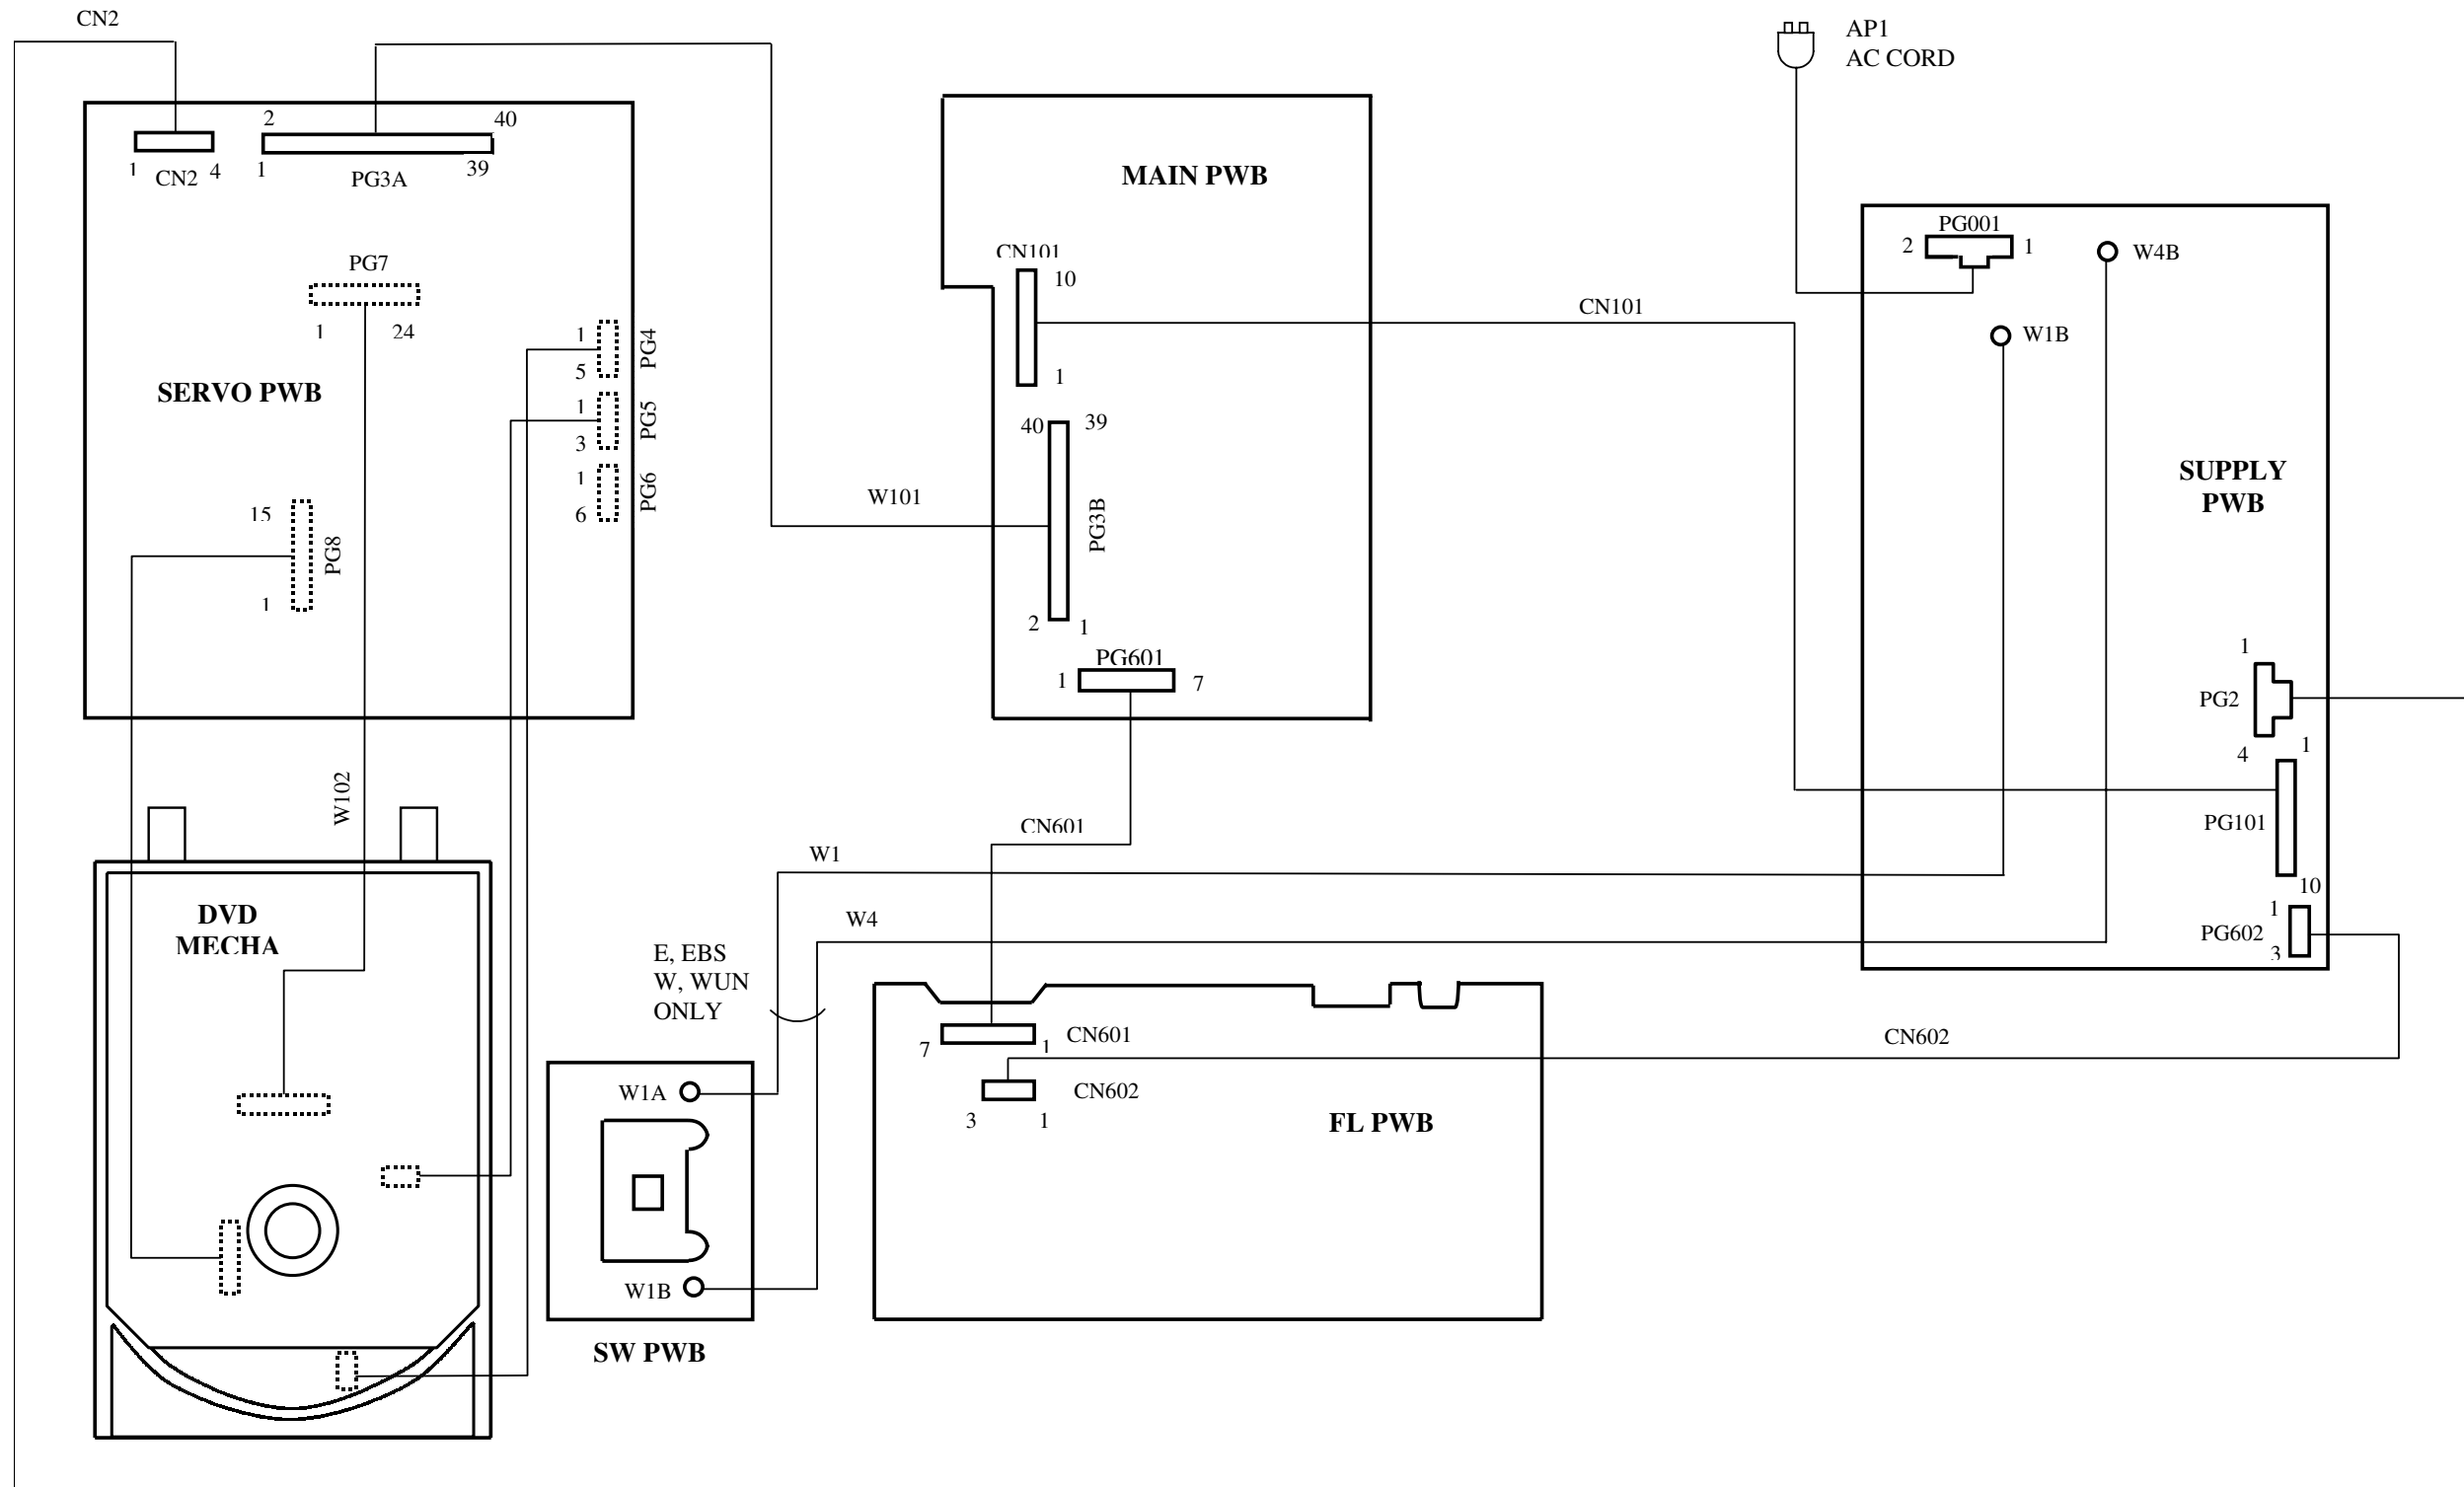 CN2
AP1
AC CORD
2
40
1
CN2
4
1
PG3A
39
MAIN PWB
PG001
2
1
W4B
CN101
10
PG7
1
24
CN101
W1B
1
5
PG4
1
SERVO PWB
1
3
PG5
40
39
SUPPLY
PWB
1
6
PG6
W101
PG3B
15
PG8
1
2
1
PG601
1
7
1
PG2
4
1
W102
CN601
PG101
W1
10
DVD
MECHA
W4
1
PG602
3
E, EBS
W, WUN
ONLY
CN601
7
1
CN602
W1A
CN602
3
1
FL PWB
W1B
SW PWB